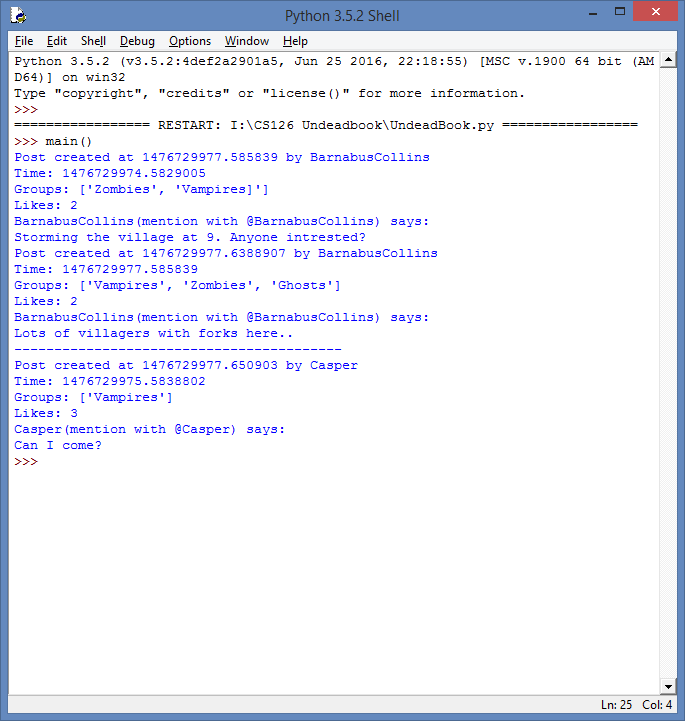 Python 3.5.2 Shell
File Edit Shell Debug Options Window Help
Python 3.5.2 (v3.5.2:4def2a2901a5, Jun 25 2016, 22:18:55) [MSC v.1900 64 bit (AM
D64)] on win32
Type "copyright", "credits" or "license()" for more information.
>>>
================= RESTART: I:\CS126 Undeadbook\UndeadBook.py =================
>>> main()
Post created at 1476729977.585839 by BarnabusCollins
Time: 1476729974.5829005
Groups: ['Zombies', 'Vampires]']
Likes: 2
BarnabusCollins(mention with @BarnabusCollins) says:
Storming the village at 9. Anyone intrested?
Post created at 1476729977.6388907 by BarnabusCollins
Time: 1476729977.585839
Groups: ['Vampires', 'Zombies', 'Ghosts']
Likes: 2
BarnabusCollins(mention with @BarnabusCollins) says:
Lots of villagers with forks here..
-----------------------------------------
Post created at 1476729977.650903 by Casper
Time: 1476729975.5838802
Groups: ['Vampires']
Likes: 3
Casper(mention with @Casper) says:
Can I come?
>>>
Ln: 25 Col: 4